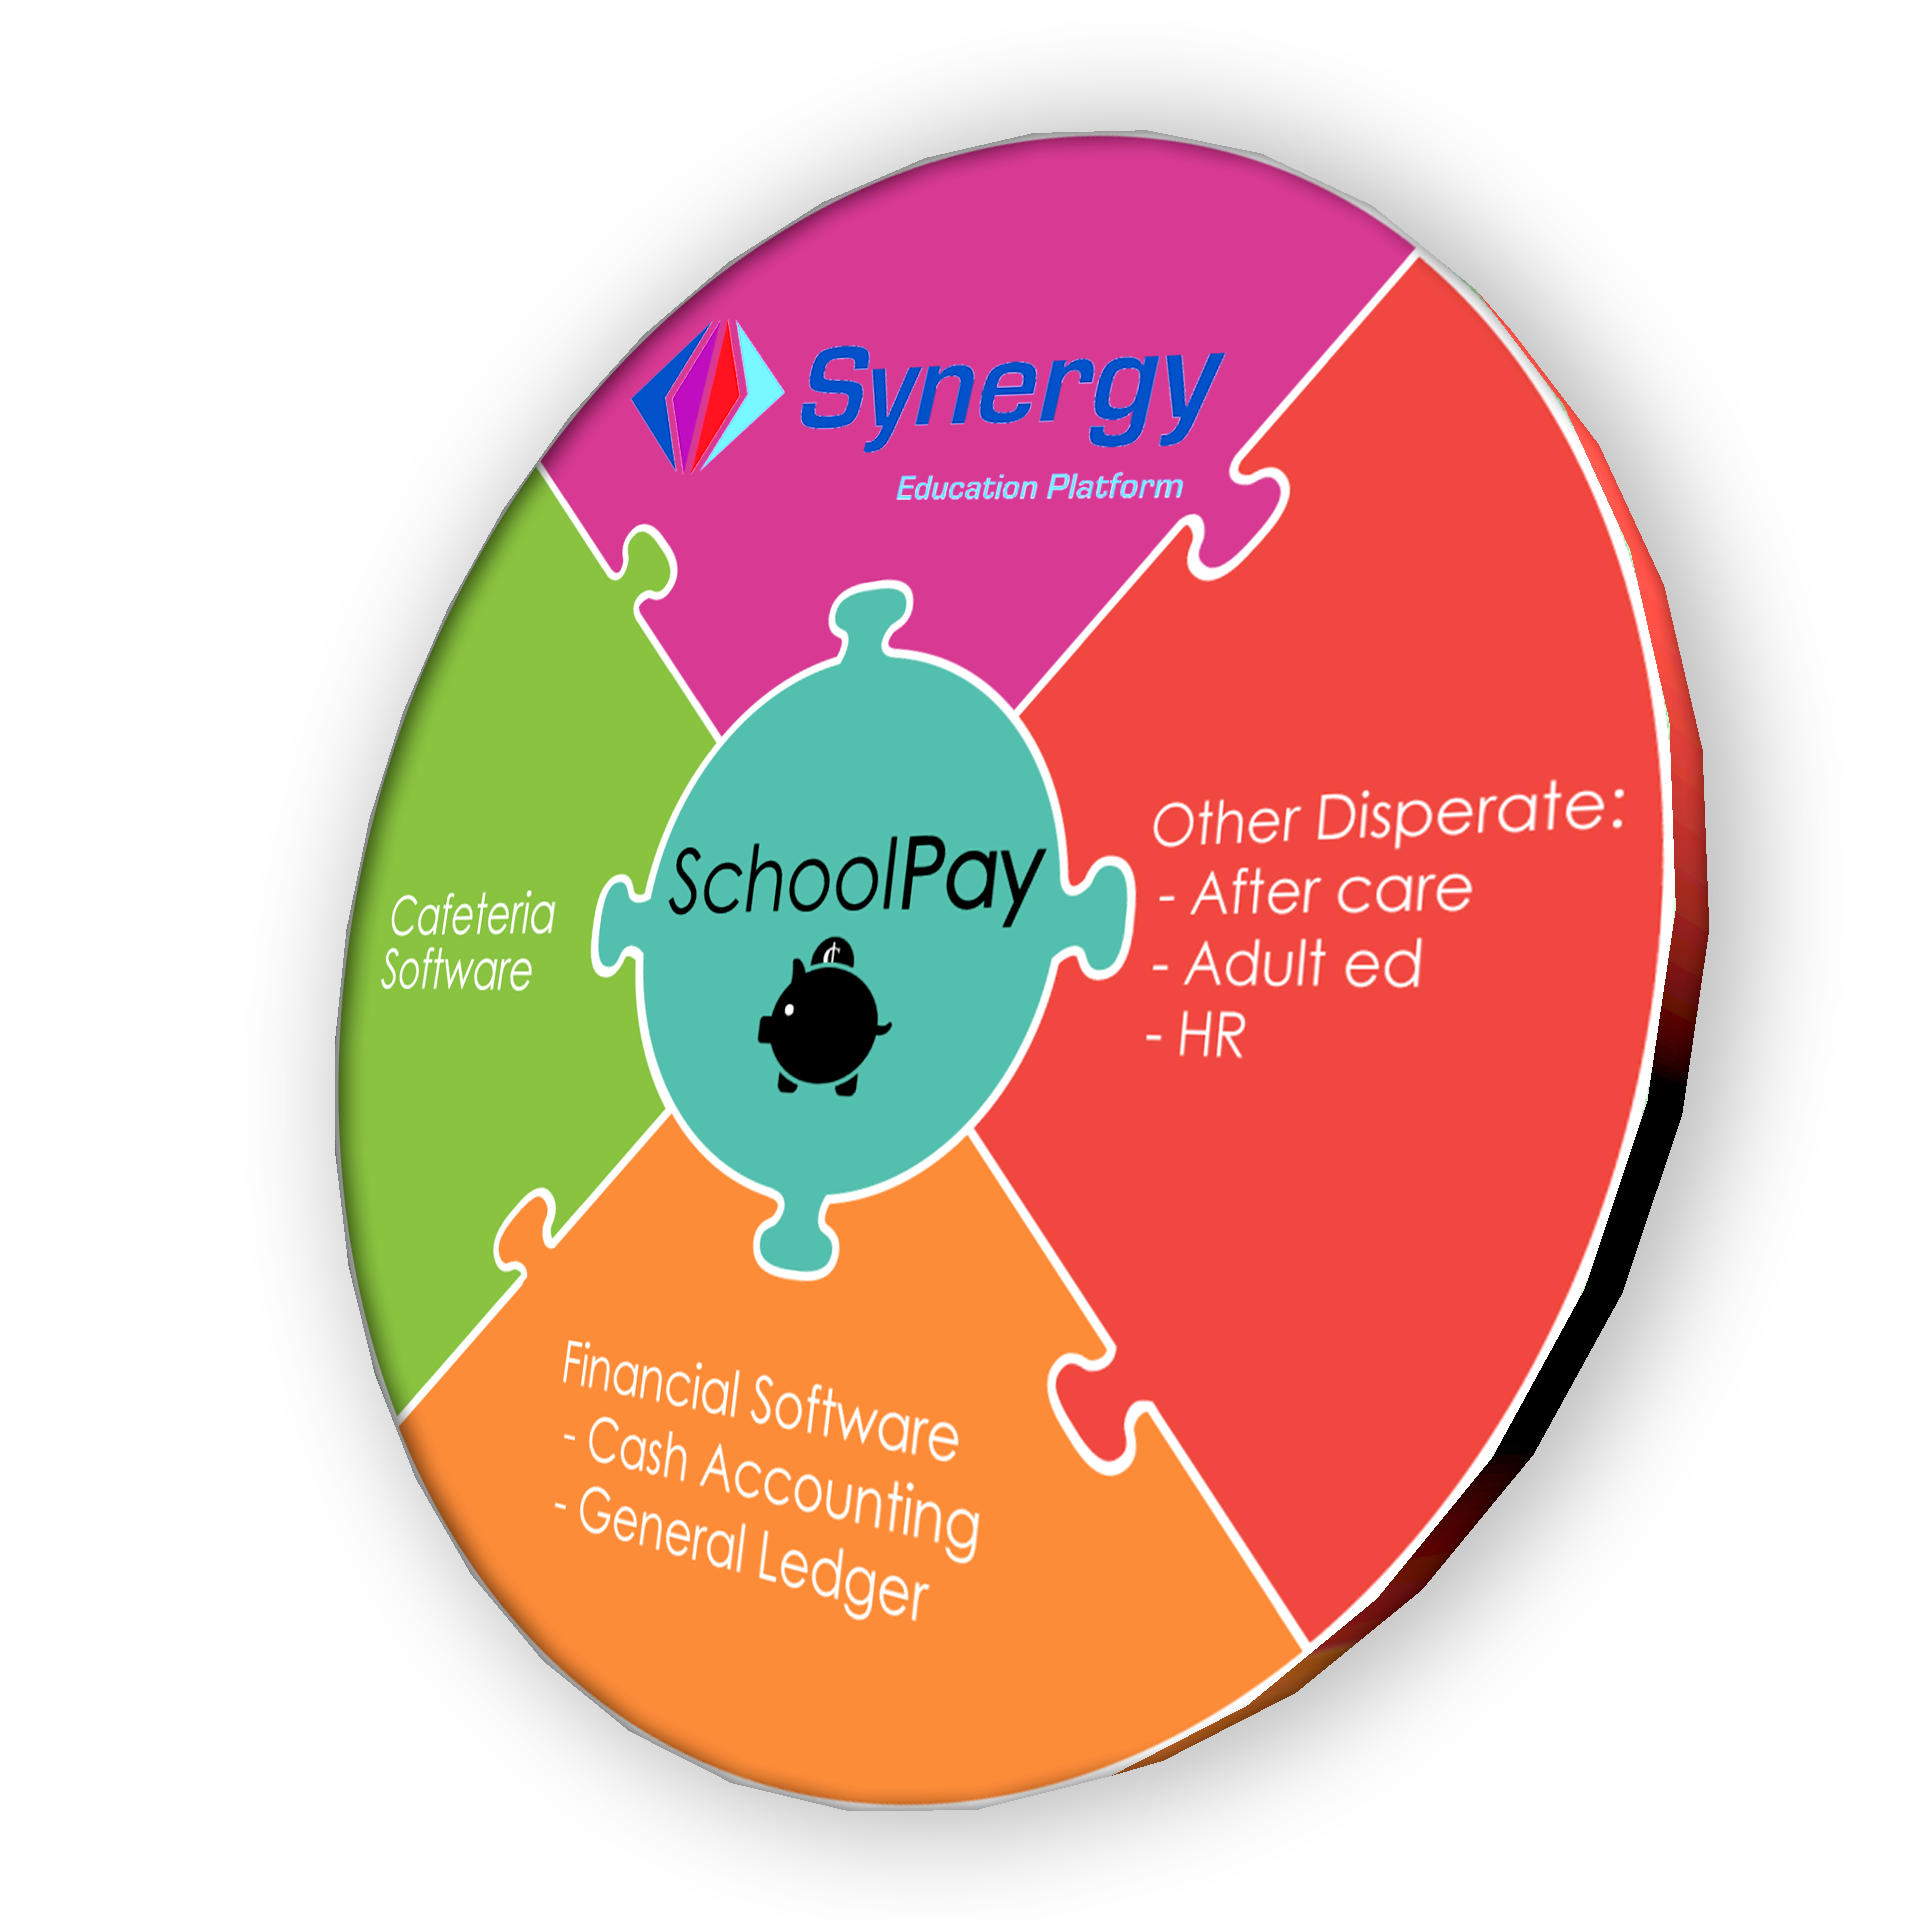 Synergy
Education Platform
SchoolPay
¢
Cafeteria
Software
Other Disperate:
- After care
- Adult ed
- HR
Financial Software
- Cash Accounting
- General Ledger